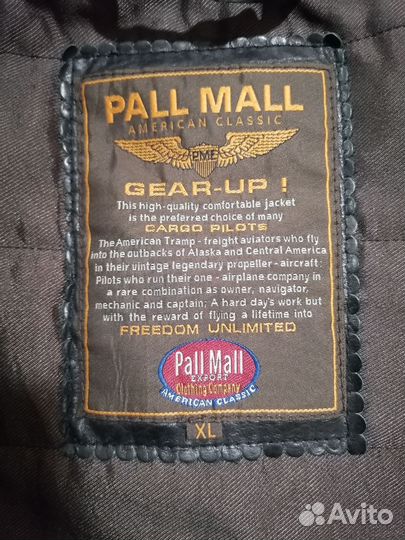 PALL MALL
AMERICAN CLASSIC
PME
GEAR-UP !
This high-quality comfortable jacket
is the preferred choice of many
CARGO PILOTS
The American Tramp - freight aviators who fly
into the outbacks of Alaska and Central America
in their vintage legendary propeller - aircraft:
Pilots who run their one - airplane company in
a rare combination as owner, navigator,
mechanic and captain; A hard day's work but
with the reward of flying a lifetime into
FREEDOM UNLIMITED
Pall Mall
EXPORT
Clothing Company
AMERICAN CLASSIC
XL
Avito